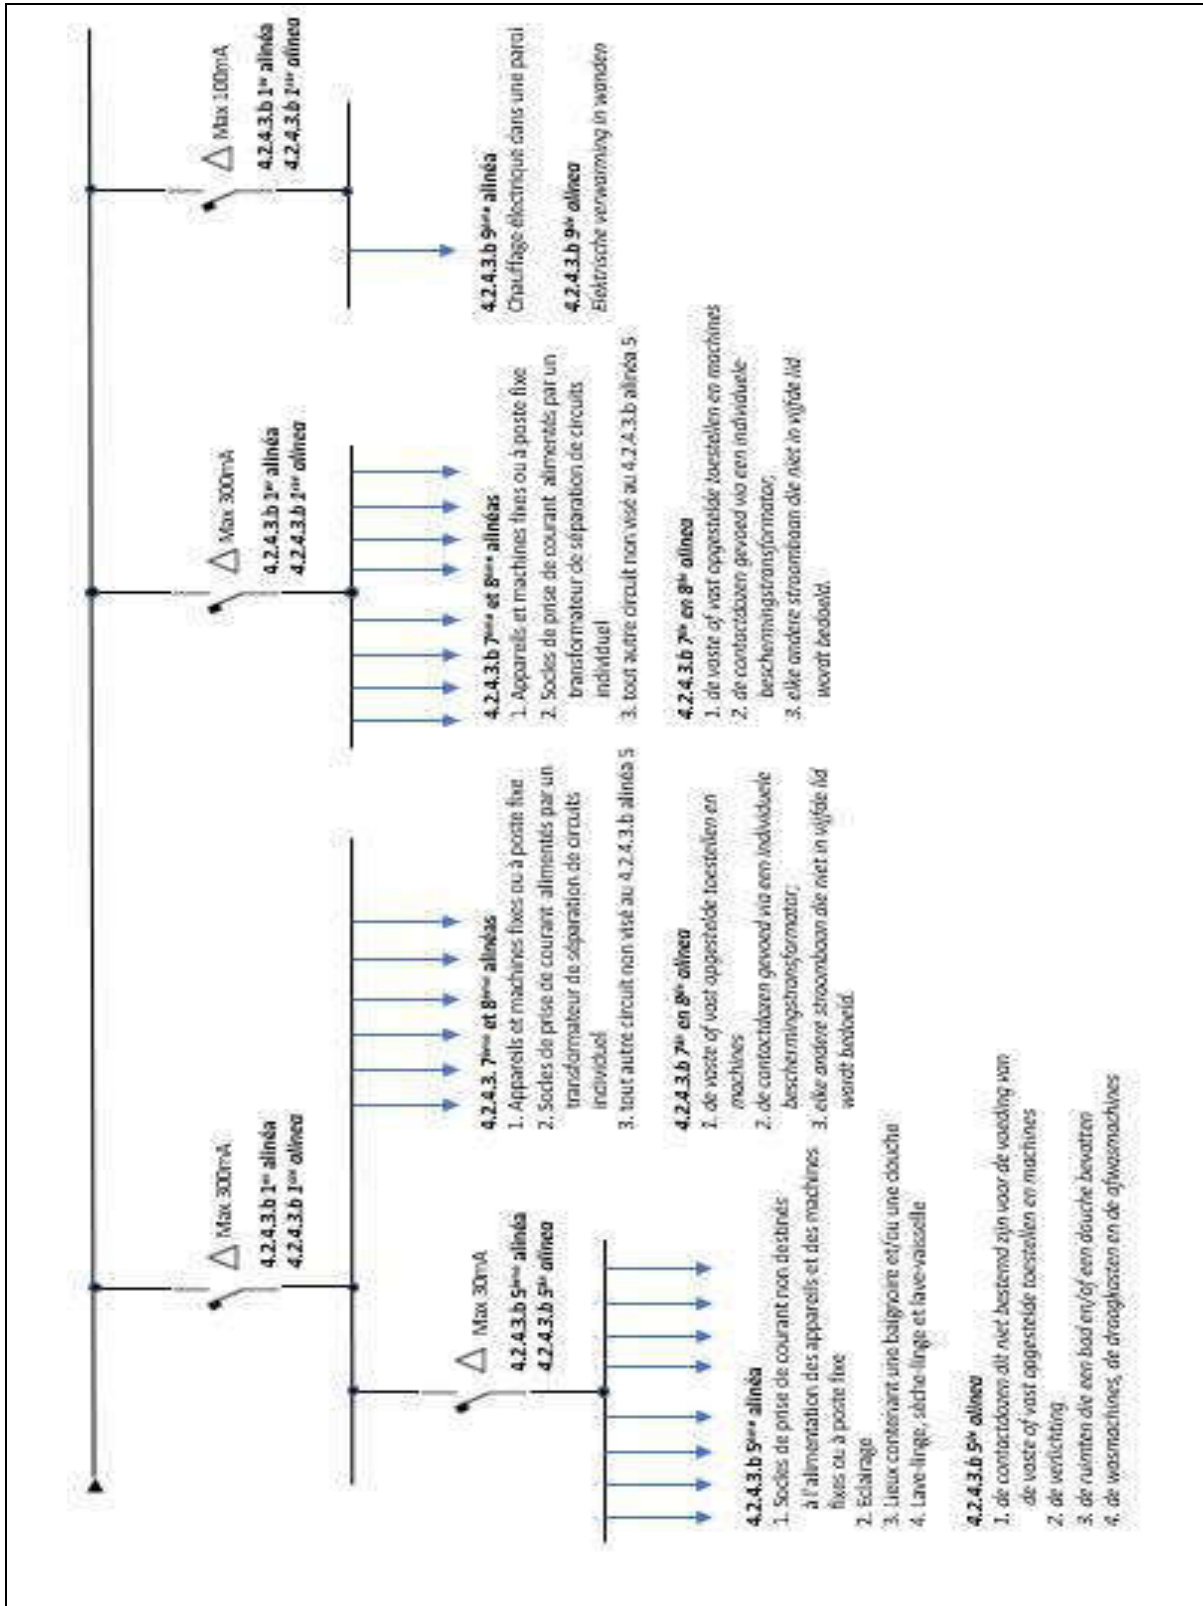 Max 300mA
4.2.4.3.b 1er alinéa
4.2.4.3.b 1ste alinea
Max 300mA
4.2.4.3.b 1er alinéa
4.2.4.3.b 1ste alinea
Max 100mA
4.2.4.3.b 1er alinéa
4.2.4.3.b 1ste alinea
Max 30mA
4.2.4.3.b 5ème alinéa
4.2.4.3.b 5de alinea
4.2.4.3.b 5ème alinéa
1. Socles de prise de courant non destinés
à l'alimentation des appareils et des machines
fixes ou à poste fixe
2. Eclairage
3. Lieux contenant une baignoire et/ou une douche
4. Lave-linge, sèche-linge et lave-vaisselle
4.2.4.3.b 5de alinea
1. de contactdozen dit niet bestemd zijn voor de voeding van
de vaste of vast opgestelde toestellen en machines
2. de verlichting
3. de ruimten die een bad en/of een douche bevatten
4. de wasmachines, de droogkasten en de afwasmachines
4.2.4.3. 7ème et 8ème alinéas
1. Appareils et machines fixes ou à poste fixe
2. Socles de prise de courant alimentés par un
transformateur de séparation de circuits
individuel
3. tout autre circuit non visé au 4.2.4.3.b alinéa 5
4.2.4.3.b 7de en 8de alinea
1. de vaste of vast opgestelde toestellen en
machines
2. de contactdozen gevoed via een individuele
beschermingstransformator;
3. elke andere stroombaan die niet in vijfde lid
wordt bedoeld.
4.2.4.3.b 7ème et 8ème alinéas
1. Appareils et machines fixes ou à poste fixe
2. Socles de prise de courant alimentés par un
transformateur de séparation de circuits
individuel
3. tout autre circuit non visé au 4.2.4.3.b alinéa 5
4.2.4.3.b 7de en 8de alinea
1. de vaste of vast opgestelde toestellen en machines
2. de contactdozen gevoed via een individuele
beschermingstransformator;
3. elke andere stroombaan die niet in vijfde lid
wordt bedoeld.
4.2.4.3.b 9ème alinéa
Chauffage électrique dans une paroi
4.2.4.3.b 9de alinea
Elektrische verwarming in wanden